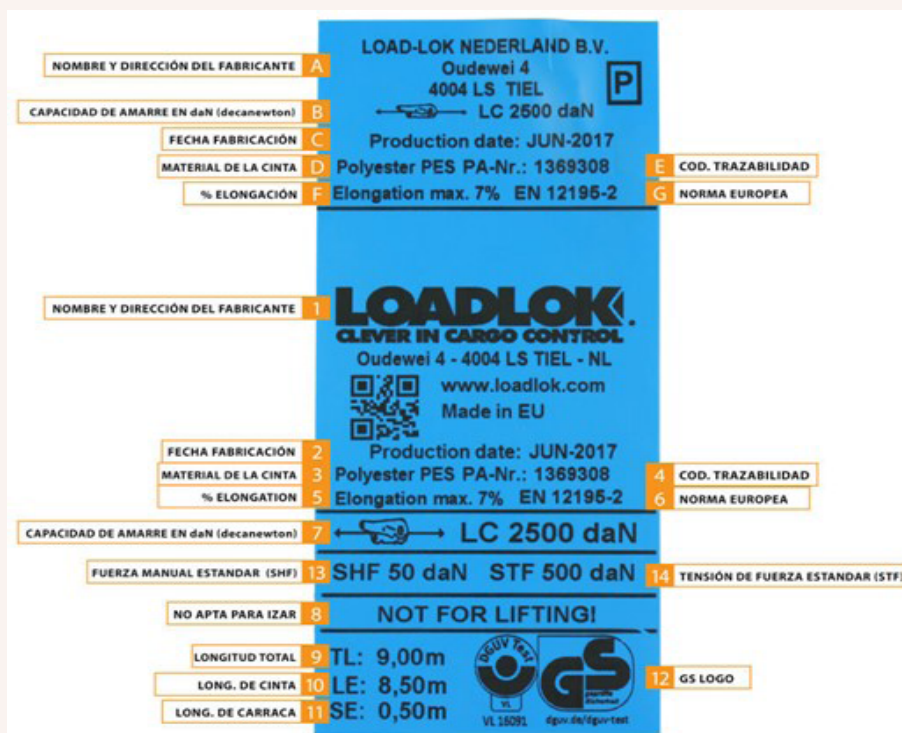 LOAD-LOK NEDERLAND B.V.
NOMBRE Y DIRECCIÓN DEL FABRICANTE A Oudewei 4 P
4004 LS TIEL
CAPACIDAD DE AMARRE EN daN (decanewton) B LC 2500 daN
FECHA FABRICACIÓN C Production date: JUN-2017
MATERIAL DE LA CINTA D Polyester PES PA-Nr.: 1369308 E COD. TRAZABILIDAD
% ELONGACIÓN F Elongation max. 7% EN 12195-2 G NORMA EUROPEA
NOMBRE Y DIRECCIÓN DEL FABRICANTE 1 LOADLOK.
CLEVER IN CARGO CONTROL
Oudewei 4 - 4004 LS TIEL - NL
www.loadlok.com
Made in EU
FECHA FABRICACIÓN 2 Production date: JUN-2017
MATERIAL DE LA CINTA 3 Polyester PES PA-Nr.: 1369308 4 COD. TRAZABILIDAD
% ELONGATION 5 Elongation max. 7% EN 12195-2 6 NORMA EUROPEA
CAPACIDAD DE AMARRE EN daN (decanewton) 7 LC 2500 daN
FUERZA MANUAL ESTANDAR (SHF) 13 SHF 50 daN STF 500 daN 14 TENSIÓN DE FUERZA ESTANDAR (STF)
NO APTA PARA IZAR 8 NOT FOR LIFTING!
LONGITUD TOTAL 9 TL: 9,00m DGUV Test GS 12 GS LOGO
LONG. DE CINTA 10 LE: 8,50m VL geprüfte Sicherheit
LONG. DE CARRACA 11 SE: 0,50m VL 15091 dguv.de/dguv-test